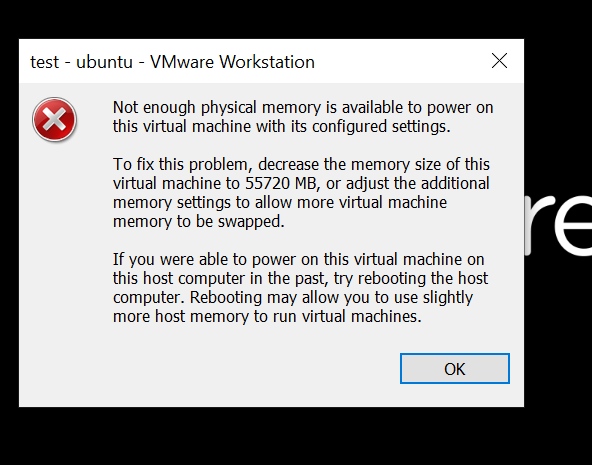 test - ubuntu - VMware Workstation
Not enough physical memory is available to power on
this virtual machine with its configured settings.
To fix this problem, decrease the memory size of this
virtual machine to 55720 MB, or adjust the additional
memory settings to allow more virtual machine
memory to be swapped.
re
If you were able to power on this virtual machine on
this host computer in the past, try rebooting the host
computer. Rebooting may allow you to use slightly
more host memory to run virtual machines.
OK